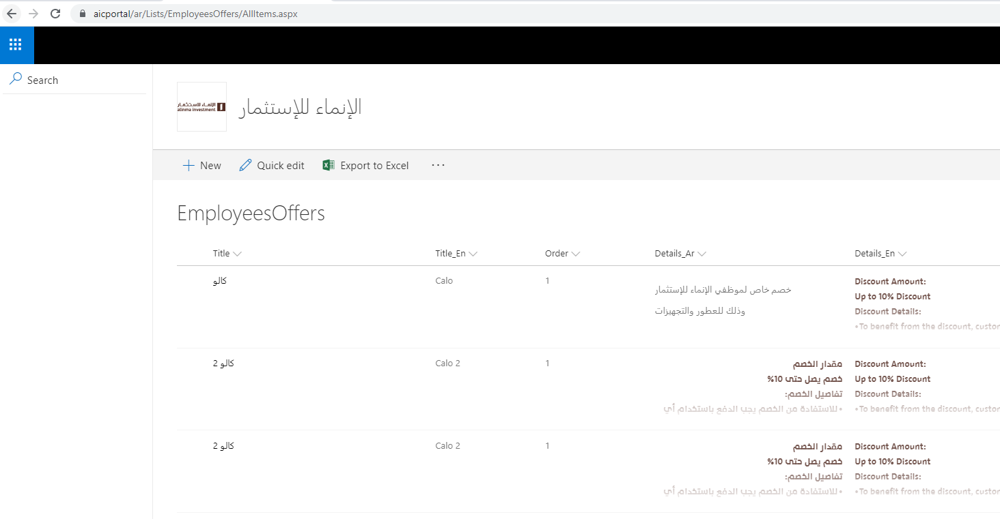 aicportal/ar/Lists/EmployeesOffers/AllItems.aspx
Search
الإنماء للاستثمار
alinma investment
الإنماء للإستثمار
New
Quick edit
Export to Excel
EmployeesOffers
Title
Title_En
Order
Details_Ar
Details_En
كالو
Calo
1
خصم خاص لموظفي الإنماء للإستثمار
وذلك للعطور والتجهيزات
Discount Amount:
Up to 10% Discount
Discount Details:
•To benefit from the discount, custor
كالو 2
Calo 2
1
مقدار الخصم
خصم يصل حتى 10%
تفاصيل الخصم:
• للاستفادة من الخصم يجب الدفع باستخدام أي
Discount Amount:
Up to 10% Discount
Discount Details:
•To benefit from the discount, custor
كالو 2
Calo 2
1
مقدار الخصم
خصم يصل حتى 10%
تفاصيل الخصم:
• للاستفادة من الخصم يجب الدفع باستخدام أي
Discount Amount:
Up to 10% Discount
Discount Details:
•To benefit from the discount, custor